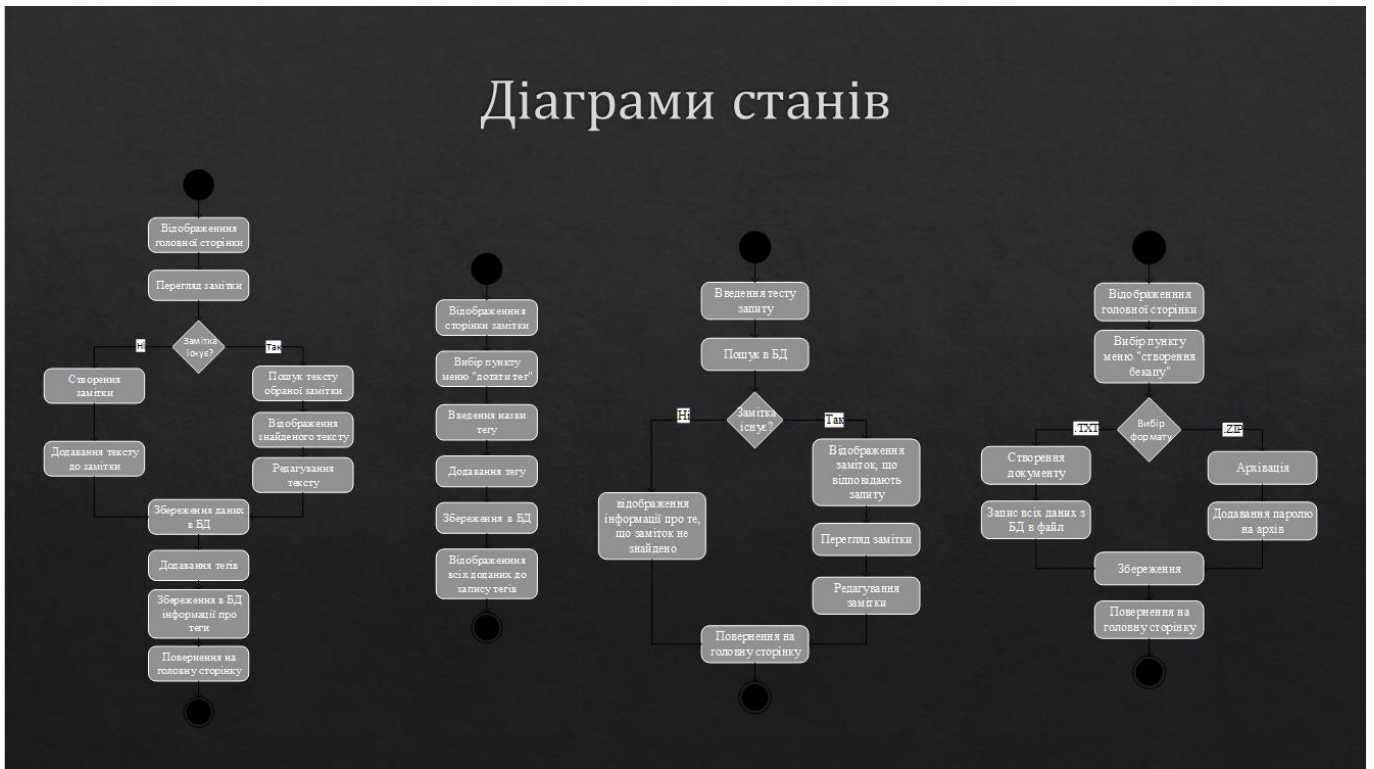 Діаграми станів
Відображенння
головної сторінки
Перегляд замітки
Замітка
існує?
Ні
Так
Створення
замітки
Додавання тексту
до замітки
Пошук тексту
обраної замітки
Відображення
знайденого тексту
Редагування
тексту
Збереження даних
в БД
Додавання тегів
Збереження в БД
інформації про
теги
Повернення на
головну сторінку
Відображенння
сторінки замітки
Вибір пункту
меню "дотати тег"
Введення назви
тегу
Додавання тегу
Збереження в БД
Відображенння
всіх доданих до
запису тегів
Введення тесту
запиту
Пошук в БД
Замітка
існує?
Ні
Так
відображення
інформації про те,
що заміток не
знайдено
Відображення
заміток, що
відповідають
запиту
Перегляд замітки
Редагування
замітки
Повернення на
головну сторінку
Відображенння
головної сторінки
Вибір пункту
меню "створення
бекапу"
Вибір
формату
.TXT
.ZIP
Створення
документу
Запис всіх даних з
БД в файл
Архівація
Додавання паролю
на архів
Збереження
Повернення на
головну сторінку